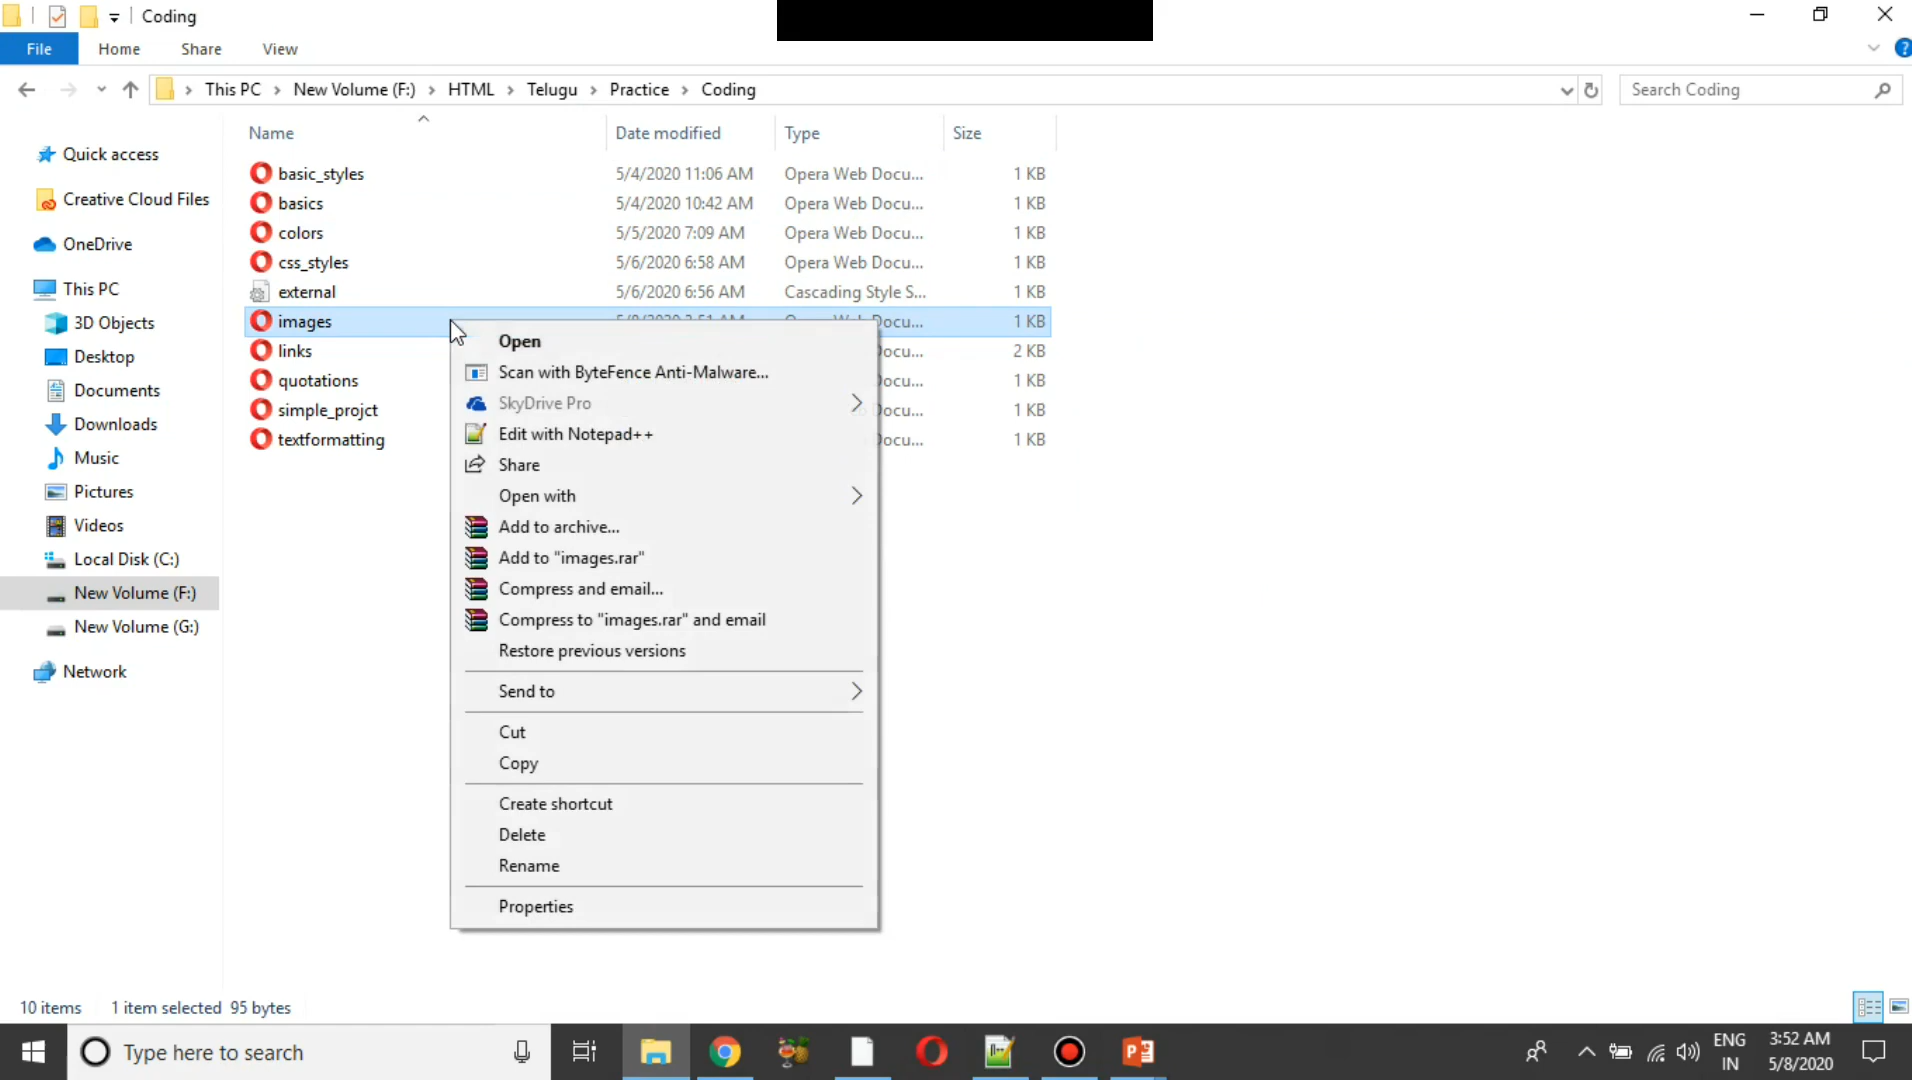 Coding
File Home Share View
This PC New Volume (F:) HTML Telugu Practice Coding Search Coding
Name Date modified Type Size
Quick access
Creative Cloud Files
OneDrive
This PC
3D Objects
Desktop
Documents
Downloads
Music
Pictures
Videos
Local Disk (C:)
New Volume (F:)
New Volume (G:)
Network
basic_styles 5/4/2020 11:06 AM Opera Web Docu... 1 KB
basics 5/4/2020 10:42 AM Opera Web Docu... 1 KB
colors 5/5/2020 7:09 AM Opera Web Docu... 1 KB
css_styles 5/6/2020 6:58 AM Opera Web Docu... 1 KB
external 5/6/2020 6:56 AM Cascading Style S... 1 KB
images 1 KB
links 2 KB
quotations 1 KB
simple_projct 1 KB
textformatting 1 KB
Open
Scan with ByteFence Anti-Malware...
SkyDrive Pro
Edit with Notepad++
Share
Open with
Add to archive...
Add to "images.rar"
Compress and email...
Compress to "images.rar" and email
Restore previous versions
Send to
Cut
Copy
Create shortcut
Delete
Rename
Properties
10 items 1 item selected 95 bytes
Type here to search
ENG
IN
3:52 AM
5/8/2020